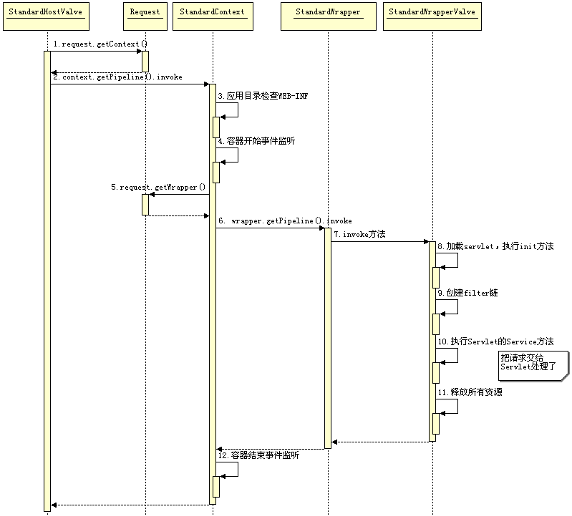 StandardHostValve
Request
StandardContext
StandardWrapper
StandardWrapperValve
1.request.getContext()
2.context.getPipeline().invoke
3.应用目录检查WEB-INF
4.容器开始事件监听
5.request.getWrapper()
6. wrapper.getPipeline().invoke
7.invoke方法
8.加载servlet，执行init方法
9.创建filter链
10.执行Servlet的Service方法
把请求交给
Servlet处理了
11.释放所有资源
12.容器结束事件监听